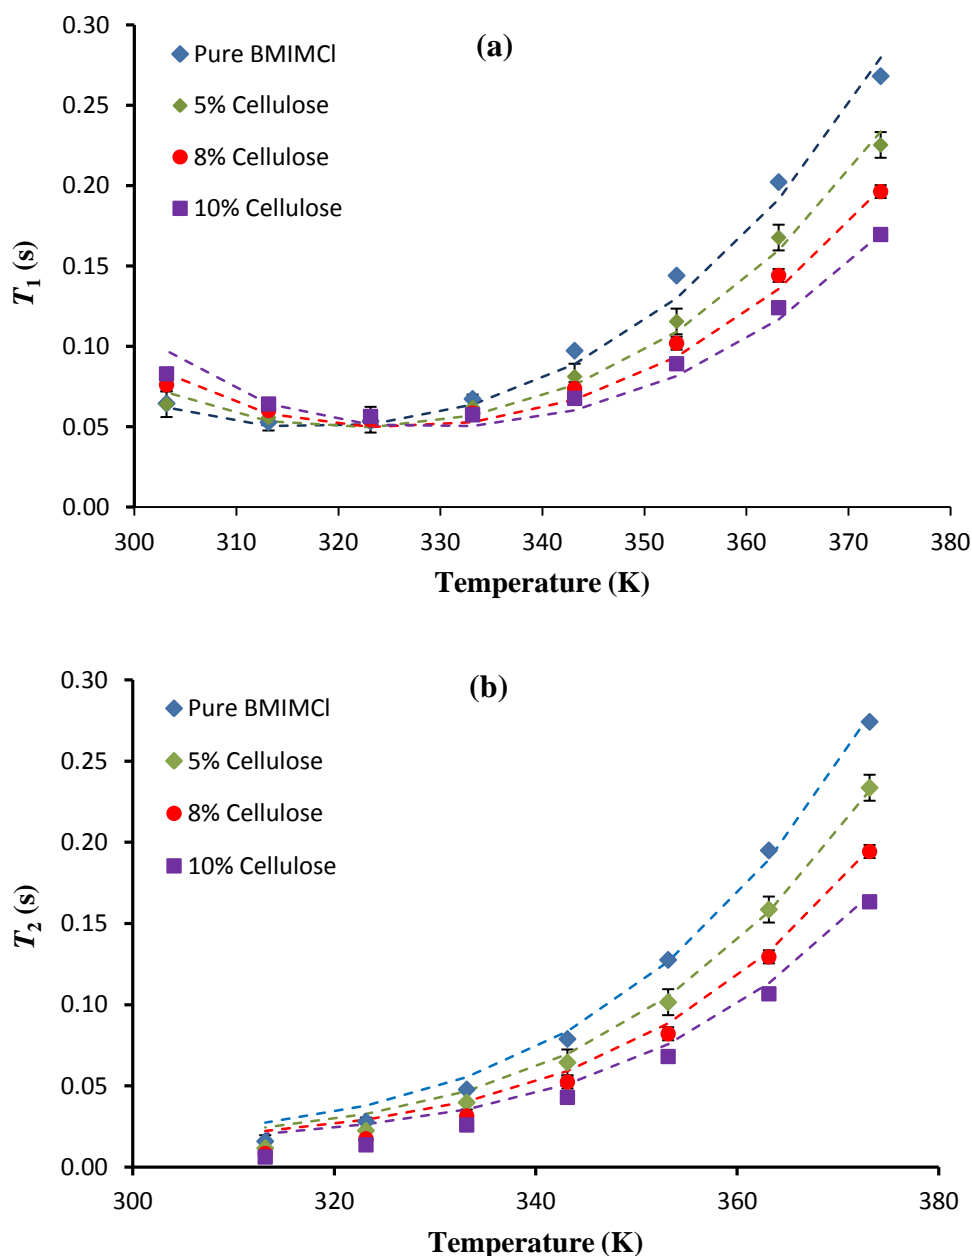 0.30
(a)
Pure BMIMCl
0.25
5% Cellulose
8% Cellulose
0.20
10% Cellulose
T1 (s)
0.15
0.10
0.05
0.00
300 310 320 330 340 350 360 370 380
Temperature (K)
0.30
(b)
Pure BMIMCl
0.25
5% Cellulose
8% Cellulose
0.20
10% Cellulose
T2 (s)
0.15
0.10
0.05
0.00
300 320 340 360 380
Temperature (K)